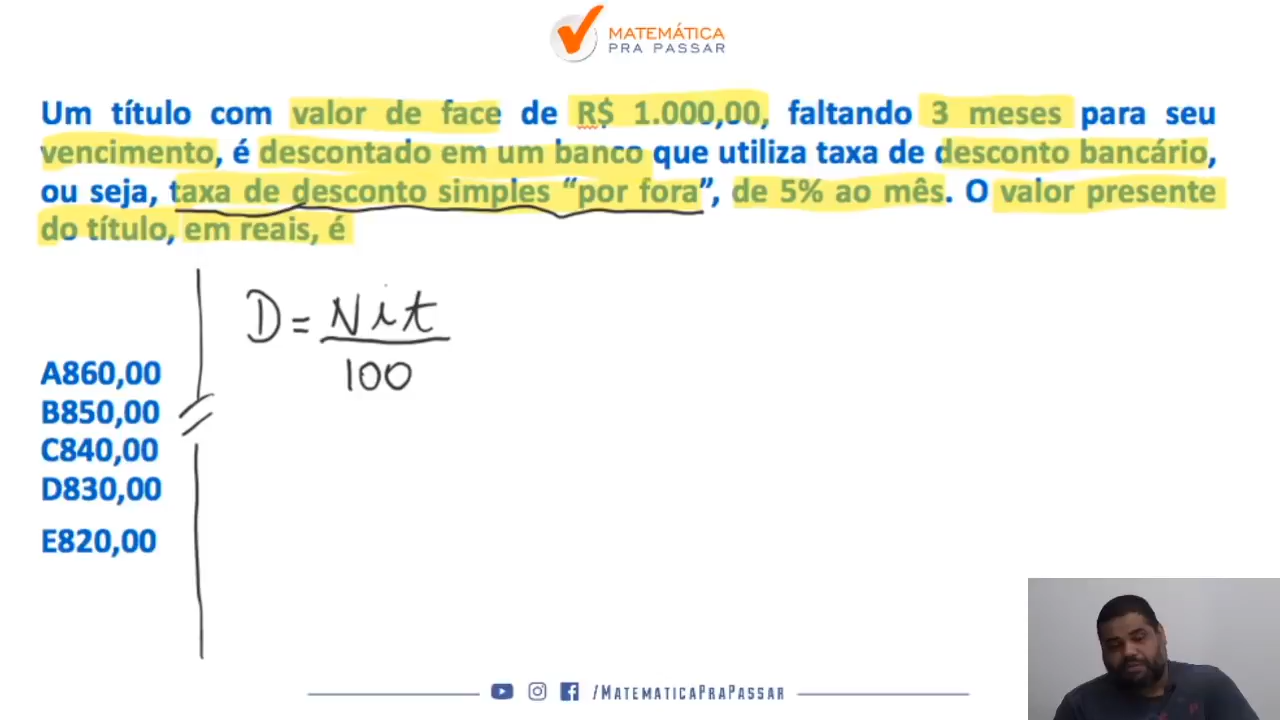 MATEMÁTICA
PRA PASSAR
Um título com valor de face de R$ 1.000,00, faltando 3 meses para seu
vencimento, é descontado em um banco que utiliza taxa de desconto bancário,
ou seja, taxa de desconto simples “por fora”, de 5% ao mês. O valor presente
do título, em reais, é
D = Nit
100
A860,00
B850,00
C840,00
D830,00
E820,00
/MATEMATICAPRAPASSAR